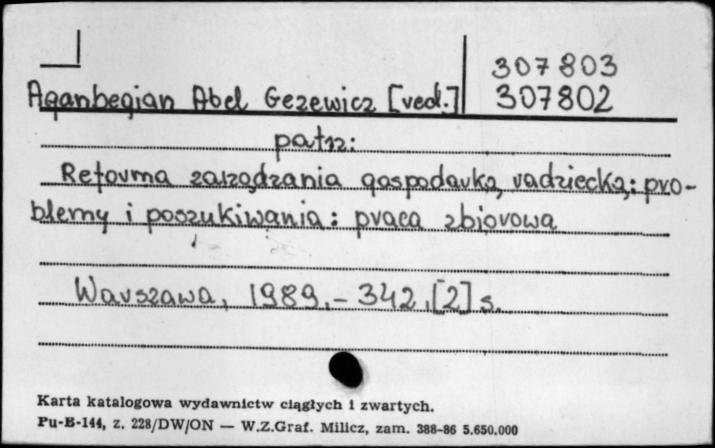 307803
Aganbegian Abel Gezewicz [red.] 307802
patrz:
Reforma zarządzania gospodarką radziecką: pro-
blemy i poszukiwania: praca zbiorowa
Warszawa, 1989.- 342,[2] s.
Karta katalogowa wydawnictw ciągłych i zwartych.
Pu-B-144, z. 228/DW/ON — W.Z.Graf. Milicz, zam. 388-86 5.650.000